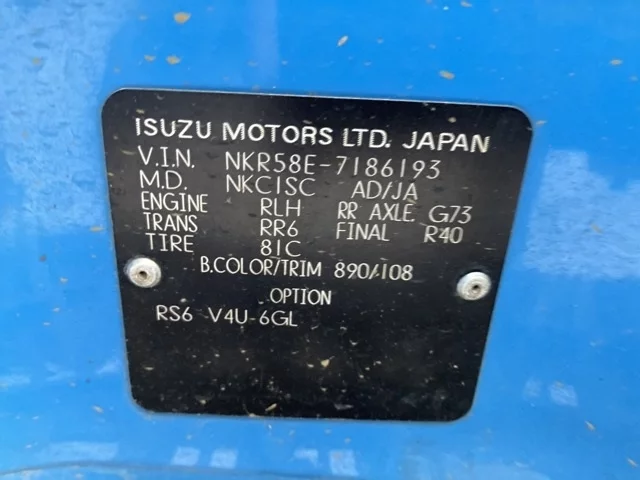 ISUZU MOTORS LTD. JAPAN
V.I.N. NKR58E-7186193
M.D. NKC1SC AD/JA
ENGINE RLH RR AXLE G73
TRANS RR6 FINAL R40
TIRE 81C
B.COLOR/TRIM 890/108
OPTION
RS6 V4U-6GL